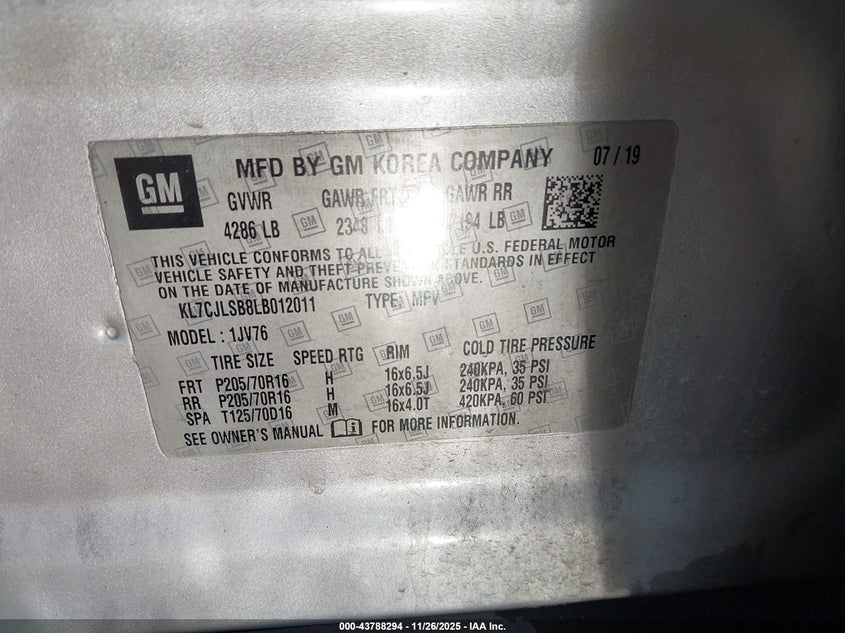 GM
MFD BY GM KOREA COMPANY 07 / 19
GVWR GAWR FRT GAWR RR
4286 LB 2348 LB
THIS VEHICLE CONFORMS TO ALL U.S. FEDERAL MOTOR
VEHICLE SAFETY AND THEFT PREVENTION STANDARDS IN EFFECT
ON THE DATE OF MANUFACTURE SHOWN ABOVE.
KL7CJLSB8LB012011 TYPE: MPV
MODEL : 1JV76
TIRE SIZE SPEED RTG RIM COLD TIRE PRESSURE
FRT P205/70R16 H 16x6.5J 240KPA, 35 PSI
RR P205/70R16 H 16x6.5J 240KPA, 35 PSI
SPA T125/70D16 M 16x4.0T 420KPA, 60 PSI
SEE OWNER'S MANUAL FOR MORE INFORMATION.
000-43788294 - 11/26/2025 - IAA Inc.